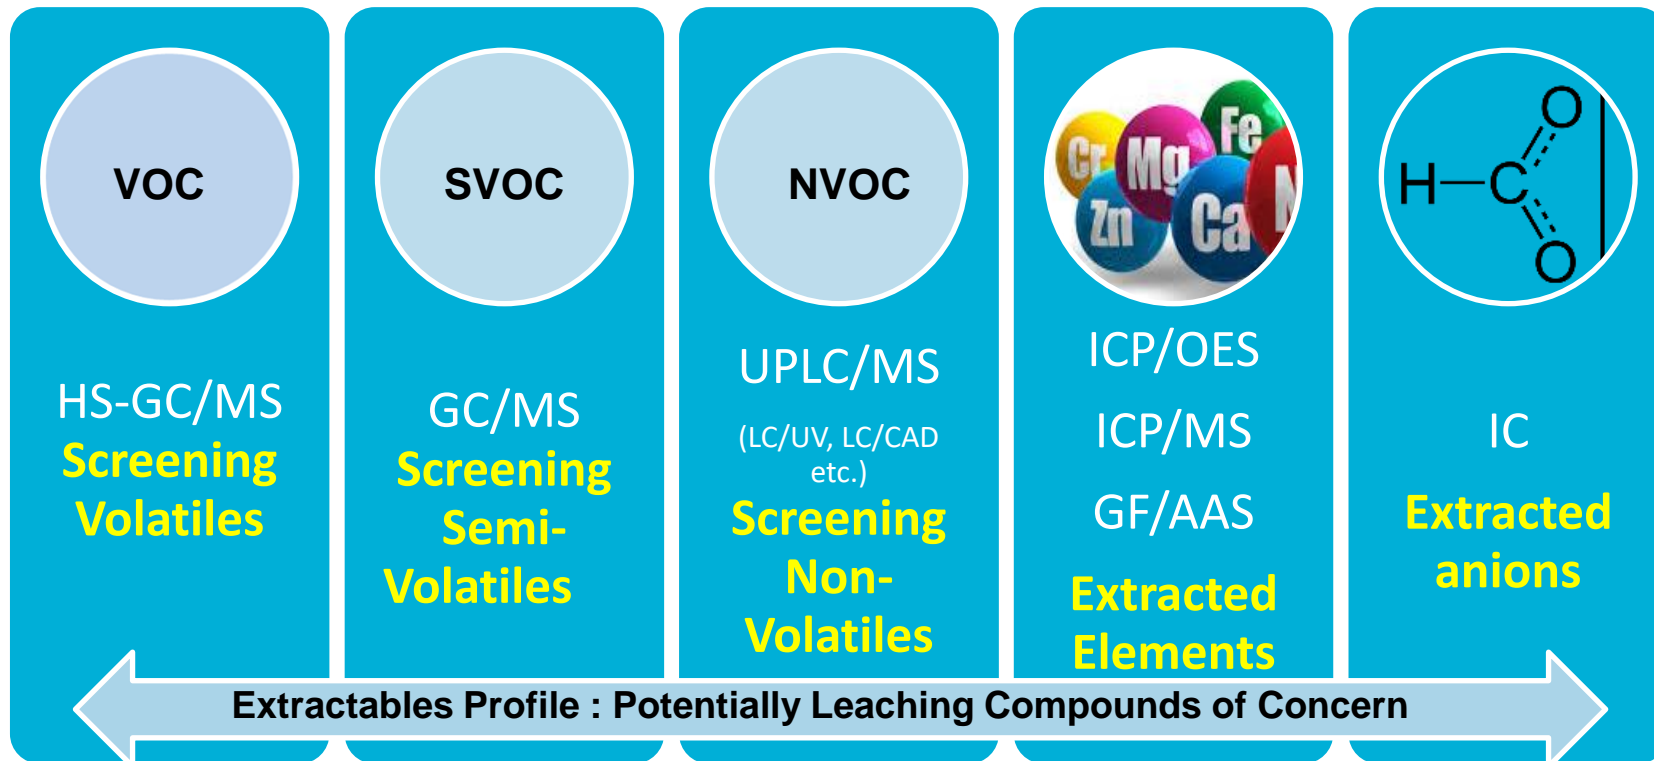 VOC
HS-GC/MS
Screening
Volatiles
SVOC
GC/MS
Screening
Semi-
Volatiles
NVOC
UPLC/MS
(LC/UV, LC/CAD
etc.)
Screening
Non-
Volatiles
Cr
Mg
Fe
Zn
Ca
ICP/OES
ICP/MS
GF/AAS
Extracted
Elements
O
H—C
O
IC
Extracted
anions
Extractables Profile : Potentially Leaching Compounds of Concern